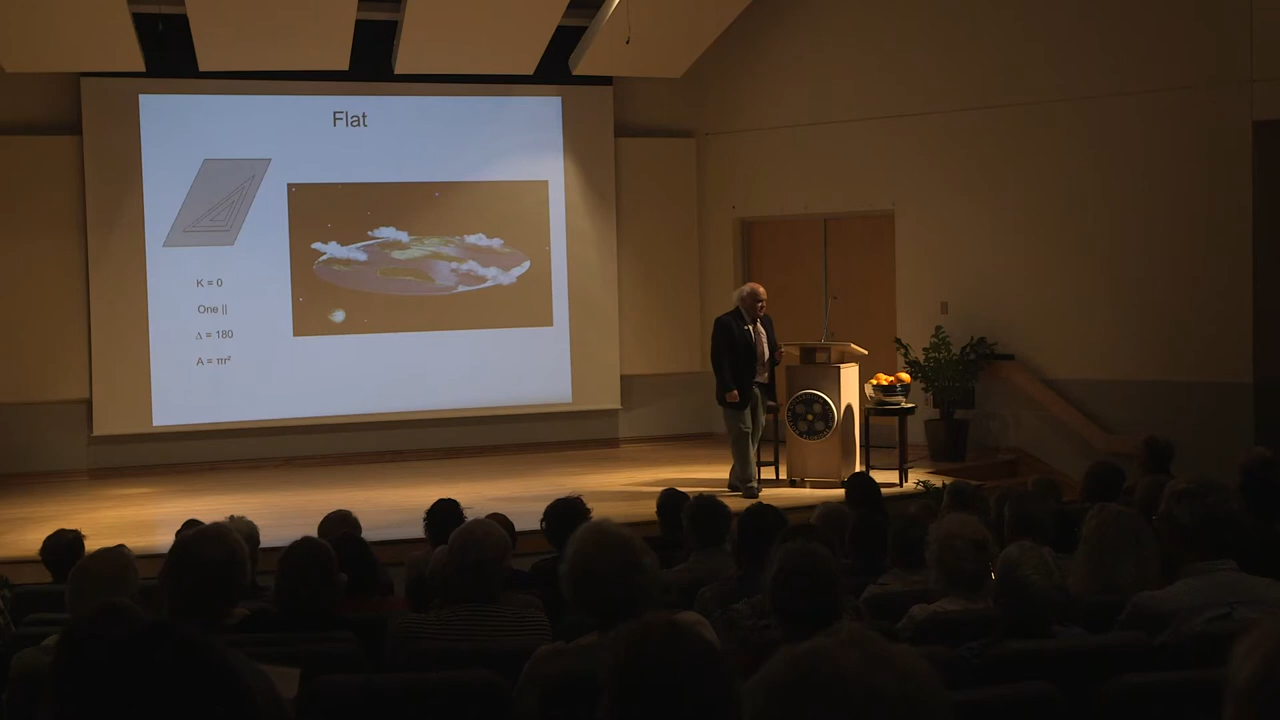 Flat
K = 0
One ||
Δ = 180
A = πr²